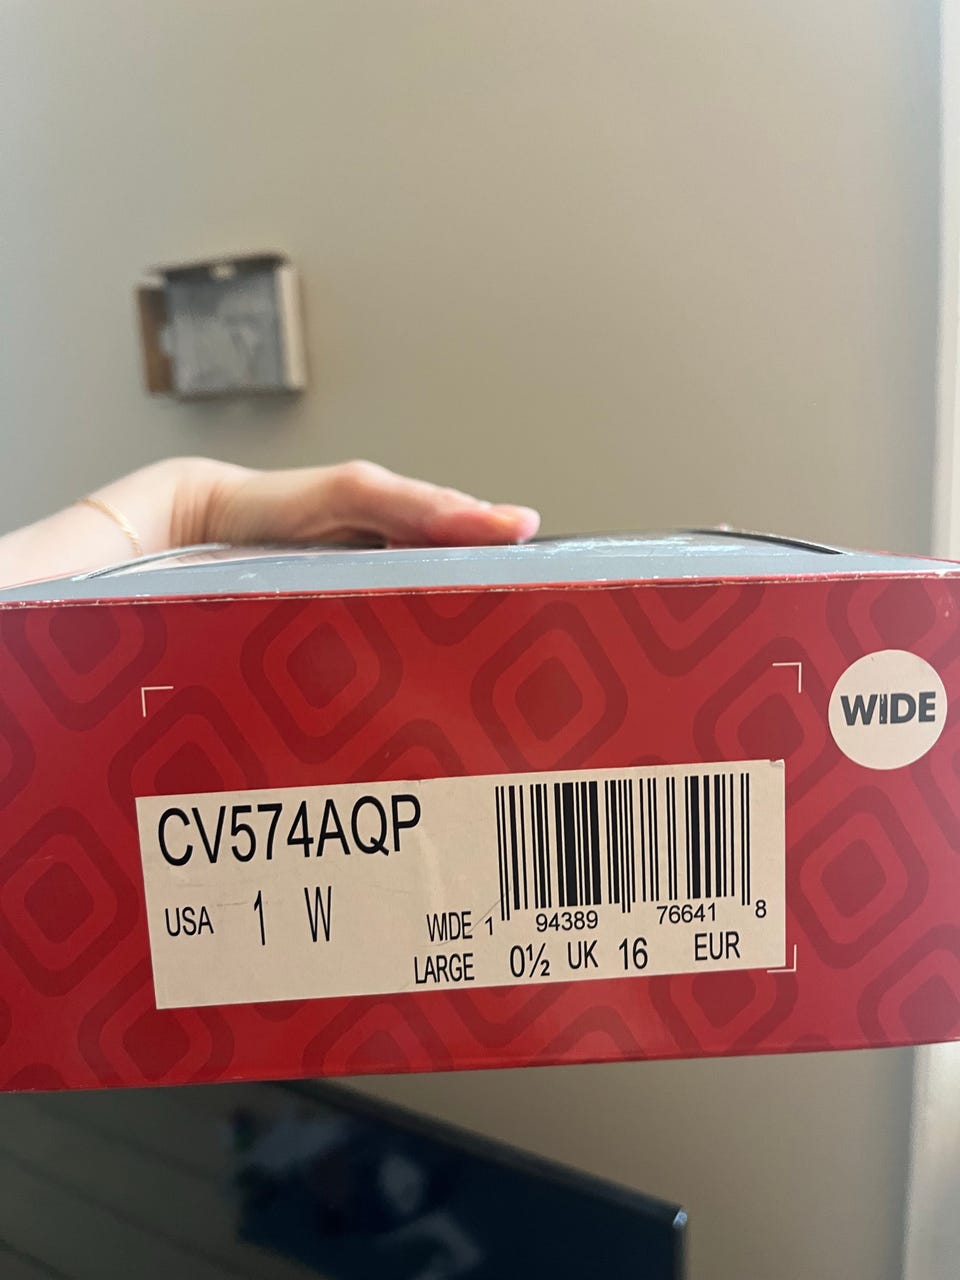 WIDE
CV574AQP
USA 1 W WIDE
LARGE 0½ UK 16 EUR
1 94389 76641 8